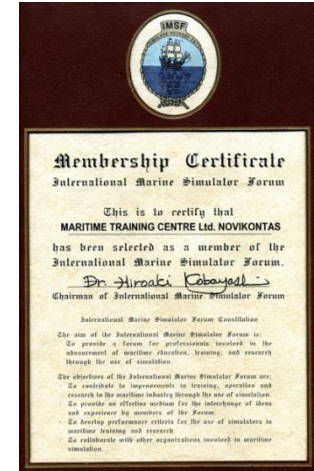 IMSF
Membership Certificate
International Marine Simulator Forum
This is to certify that
MARITIME TRAINING CENTRE Ltd. NOVIKONTAS
has been selected as a member of the
International Marine Simulator Forum.
Dr. Hiroaki Kobayashi
Chairman of International Marine Simulator Forum
International Marine Simulator Forum Constitution
The aim of the International Marine Simulator Forum is:
To provide a forum for professionals involved in the
advancement of maritime education, training, and research
through the use of simulation.
The objectives of the International Marine Simulator Forum are:
To contribute to improvements in training, operation and
research in the maritime industry through the use of simulation.
To provide an effective medium for the interchange of ideas
and experience by members of the Forum.
To develop performance criteria for the use of simulators in
maritime training and research
To collaborate with other organizations involved in maritime
simulation.